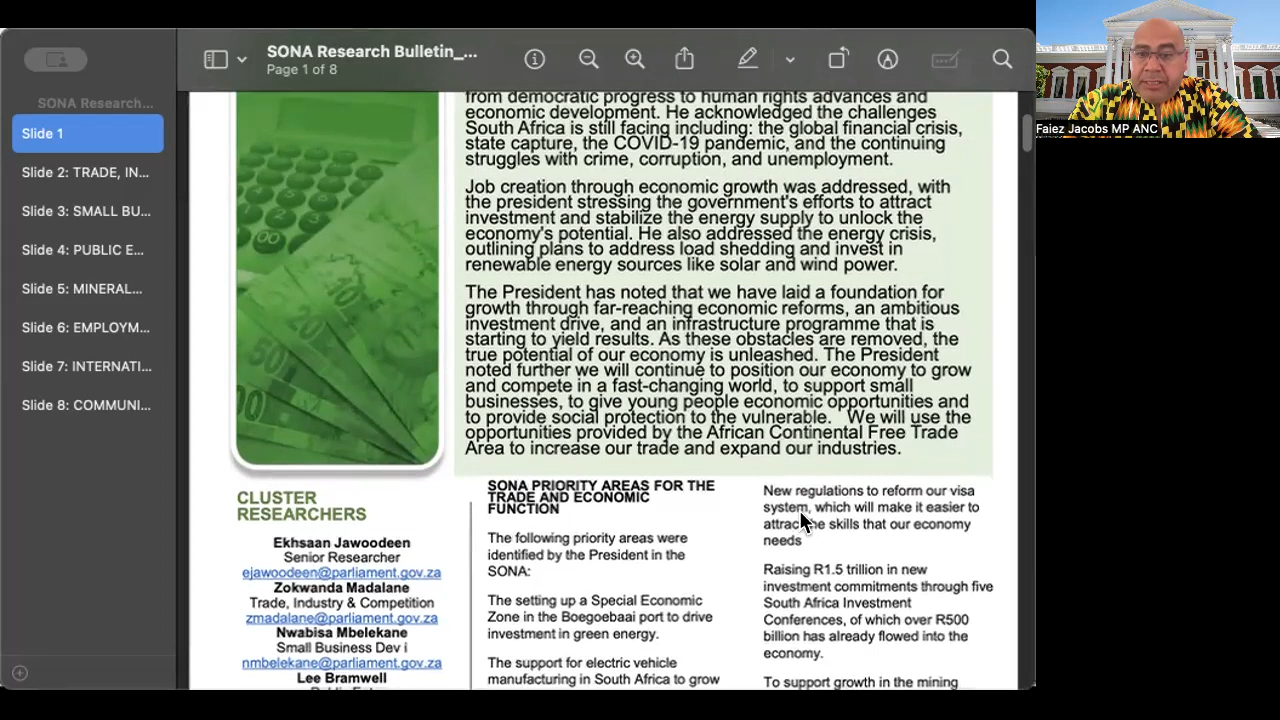 SONA Research Bulletin_...
Page 1 of 8
Faiez Jacobs MP ANC
SONA Research...
Slide 1
Slide 2: TRADE, IN...
Slide 3: SMALL BU...
Slide 4: PUBLIC E...
Slide 5: MINERAL...
Slide 6: EMPLOYM...
Slide 7: INTERNATI...
Slide 8: COMMUNI...
from democratic progress to human rights advances and
economic development. He acknowledged the challenges
South Africa is still facing including: the global financial crisis,
state capture, the COVID-19 pandemic, and the continuing
struggles with crime, corruption, and unemployment.
Job creation through economic growth was addressed, with
the president stressing the government's efforts to attract
investment and stabilize the energy supply to unlock the
economy's potential. He also addressed the energy crisis,
outlining plans to address load shedding and invest in
renewable energy sources like solar and wind power.
The President has noted that we have laid a foundation for
growth through far-reaching economic reforms, an ambitious
investment drive, and an infrastructure programme that is
starting to yield results. As these obstacles are removed, the
true potential of our economy is unleashed. The President
noted further we will continue to position our economy to grow
and compete in a fast-changing world, to support small
businesses, to give young people economic opportunities and
to provide social protection to the vulnerable. We will use the
opportunities provided by the African Continental Free Trade
Area to increase our trade and expand our industries.
CLUSTER
RESEARCHERS
Ekhsaan Jawoodeen
Senior Researcher
ejawoodeen@parliament.gov.za
Zokwanda Madalane
Trade, Industry & Competition
zmadalane@parliament.gov.za
Nwabisa Mbelekane
Small Business Dev i
nmbelekane@parliament.gov.za
Lee Bramwell
SONA PRIORITY AREAS FOR THE
TRADE AND ECONOMIC
FUNCTION
The following priority areas were
identified by the President in the
SONA:
The setting up a Special Economic
Zone in the Boegoebaai port to drive
investment in green energy.
The support for electric vehicle
manufacturing in South Africa to grow
New regulations to reform our visa
system, which will make it easier to
attract the skills that our economy
needs
Raising R1.5 trillion in new
investment commitments through five
South Africa Investment
Conferences, of which over R500
billion has already flowed into the
economy.
To support growth in the mining